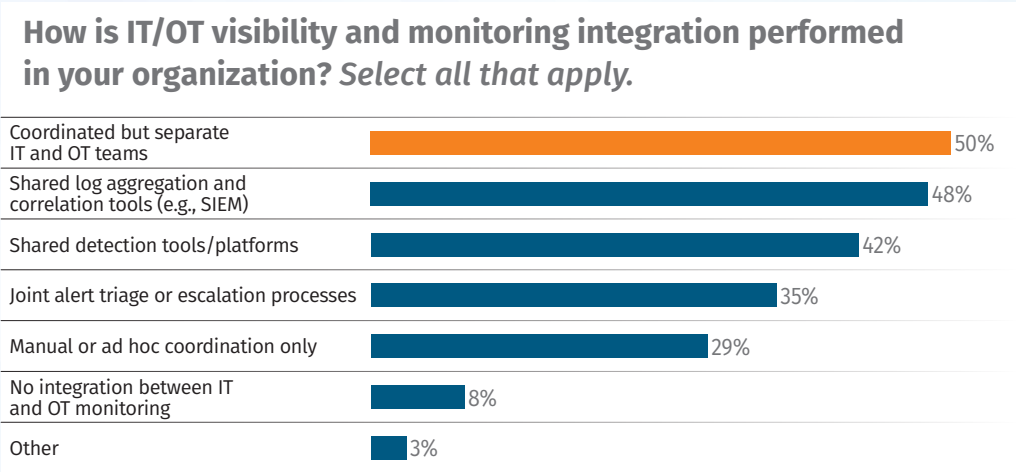 How is IT/OT visibility and monitoring integration performed
in your organization? Select all that apply.
Coordinated but separate
IT and OT teams
50%
Shared log aggregation and
correlation tools (e.g., SIEM)
48%
Shared detection tools/platforms
42%
Joint alert triage or escalation processes
35%
Manual or ad hoc coordination only
29%
No integration between IT
and OT monitoring
8%
Other
3%